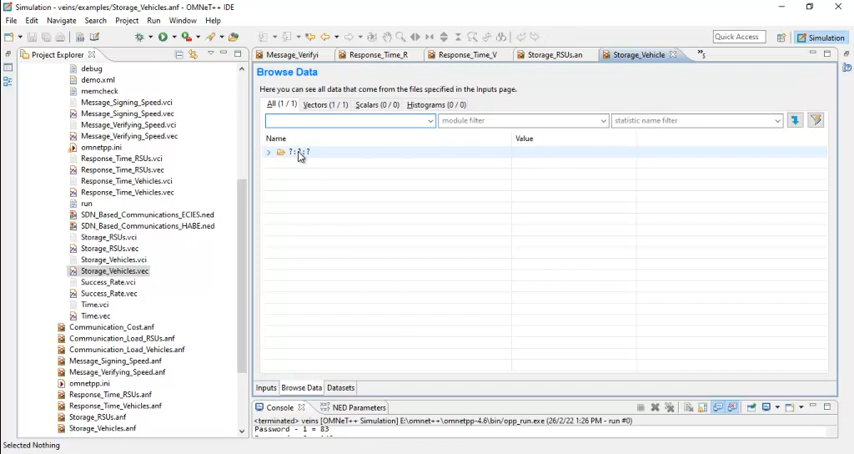 Simulation - veins/examples/Storage_Vehicles.anf - OMNeT++ IDE
File Edit Navigate Search Project Run Window Help
Quick Access Simulation
Project Explorer
Message_Verifyi Response_Time_R Response_Time_V Storage_RSUs.an Storage_Vehicle
debug
demo.xml
memcheck
Message_Signing_Speed.vci
Message_Signing_Speed.vec
Message_Verifying_Speed.vci
Message_Verifying_Speed.vec
omnetpp.ini
Response_Time_RSUs.vci
Response_Time_RSUs.vec
Response_Time_Vehicles.vci
Response_Time_Vehicles.vec
run
SDN_Based_Communications_ECIES.ned
SDN_Based_Communications_HABE.ned
Storage_RSUs.vci
Storage_RSUs.vec
Storage_Vehicles.vci
Storage_Vehicles.vec
Success_Rate.vci
Success_Rate.vec
Time.vci
Time.vec
Communication_Cost.anf
Communication_Load_RSUs.anf
Communication_Load_Vehicles.anf
Message_Signing_Speed.anf
Message_Verifying_Speed.anf
omnetpp.ini
Response_Time_RSUs.anf
Response_Time_Vehicles.anf
Storage_RSUs.anf
Storage_Vehicles.anf
Browse Data
Here you can see all data that come from the files specified in the Inputs page.
All (1 / 1) Vectors (1 / 1) Scalars (0 / 0) Histograms (0 / 0)
module filter statistic name filter
Name Value
? : ? : ?
Inputs Browse Data Datasets
Console NED Parameters
<terminated> veins [OMNeT++ Simulation] E:\omnet++\omnetpp-4.6\bin/opp_run.exe (26/2/22 1:26 PM - run #0)
Password - 1 = 83
Selected Nothing